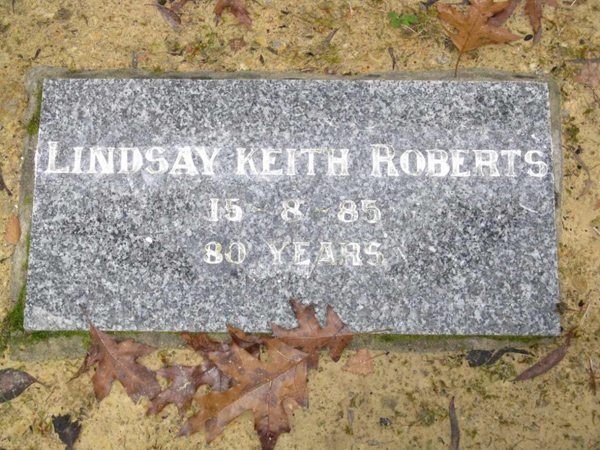 LINDSAY KEITH ROBERTS
15-8-85
80 YEARS